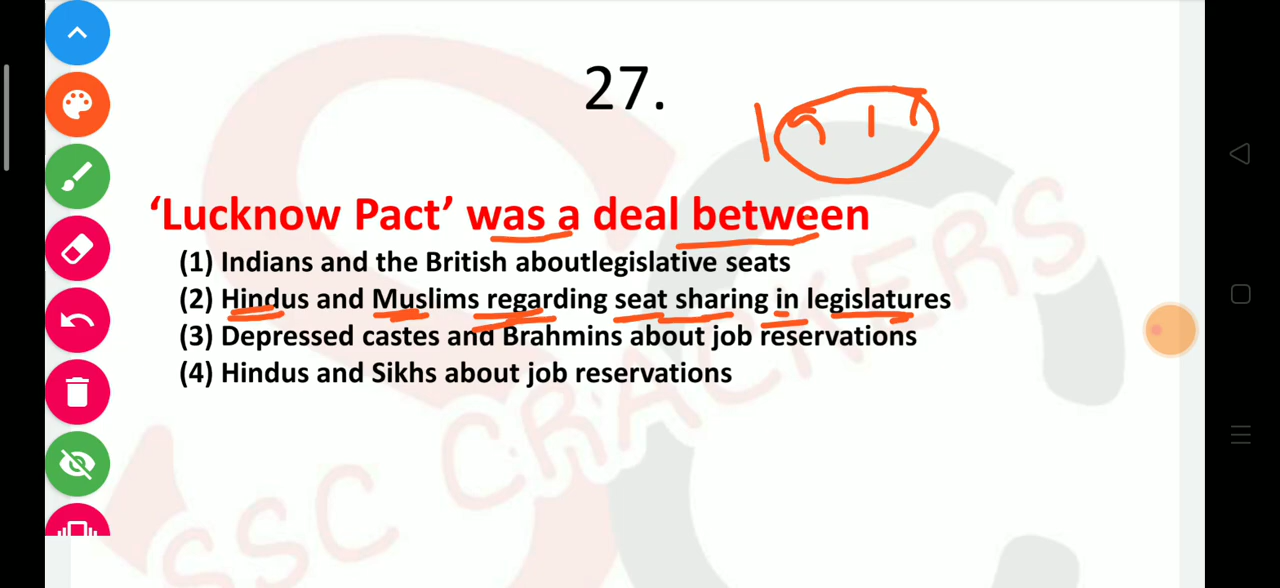 27.
‘Lucknow Pact’ was a deal between
(1) Indians and the British aboutlegislative seats
(2) Hindus and Muslims regarding seat sharing in legislatures
(3) Depressed castes and Brahmins about job reservations
(4) Hindus and Sikhs about job reservations
SSC CRACKERS